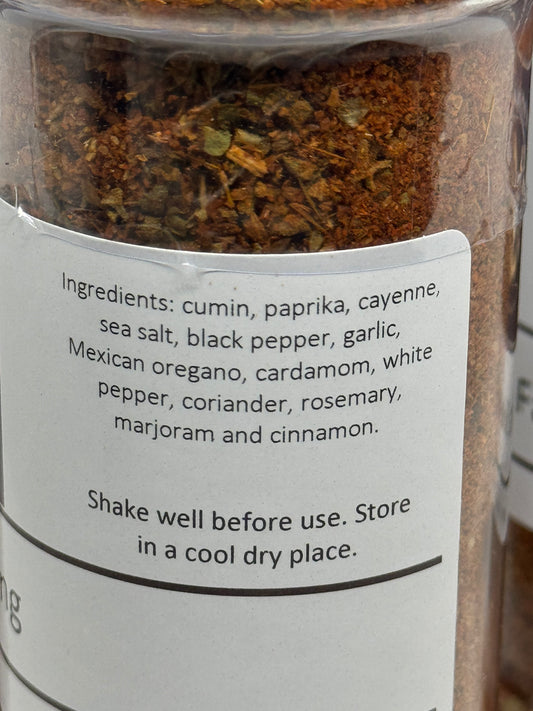 Ingredients: cumin, paprika, cayenne,
sea salt, black pepper, garlic,
Mexican oregano, cardamom, white
pepper, coriander, rosemary,
marjoram and cinnamon.
Shake well before use. Store
in a cool dry place.
ng